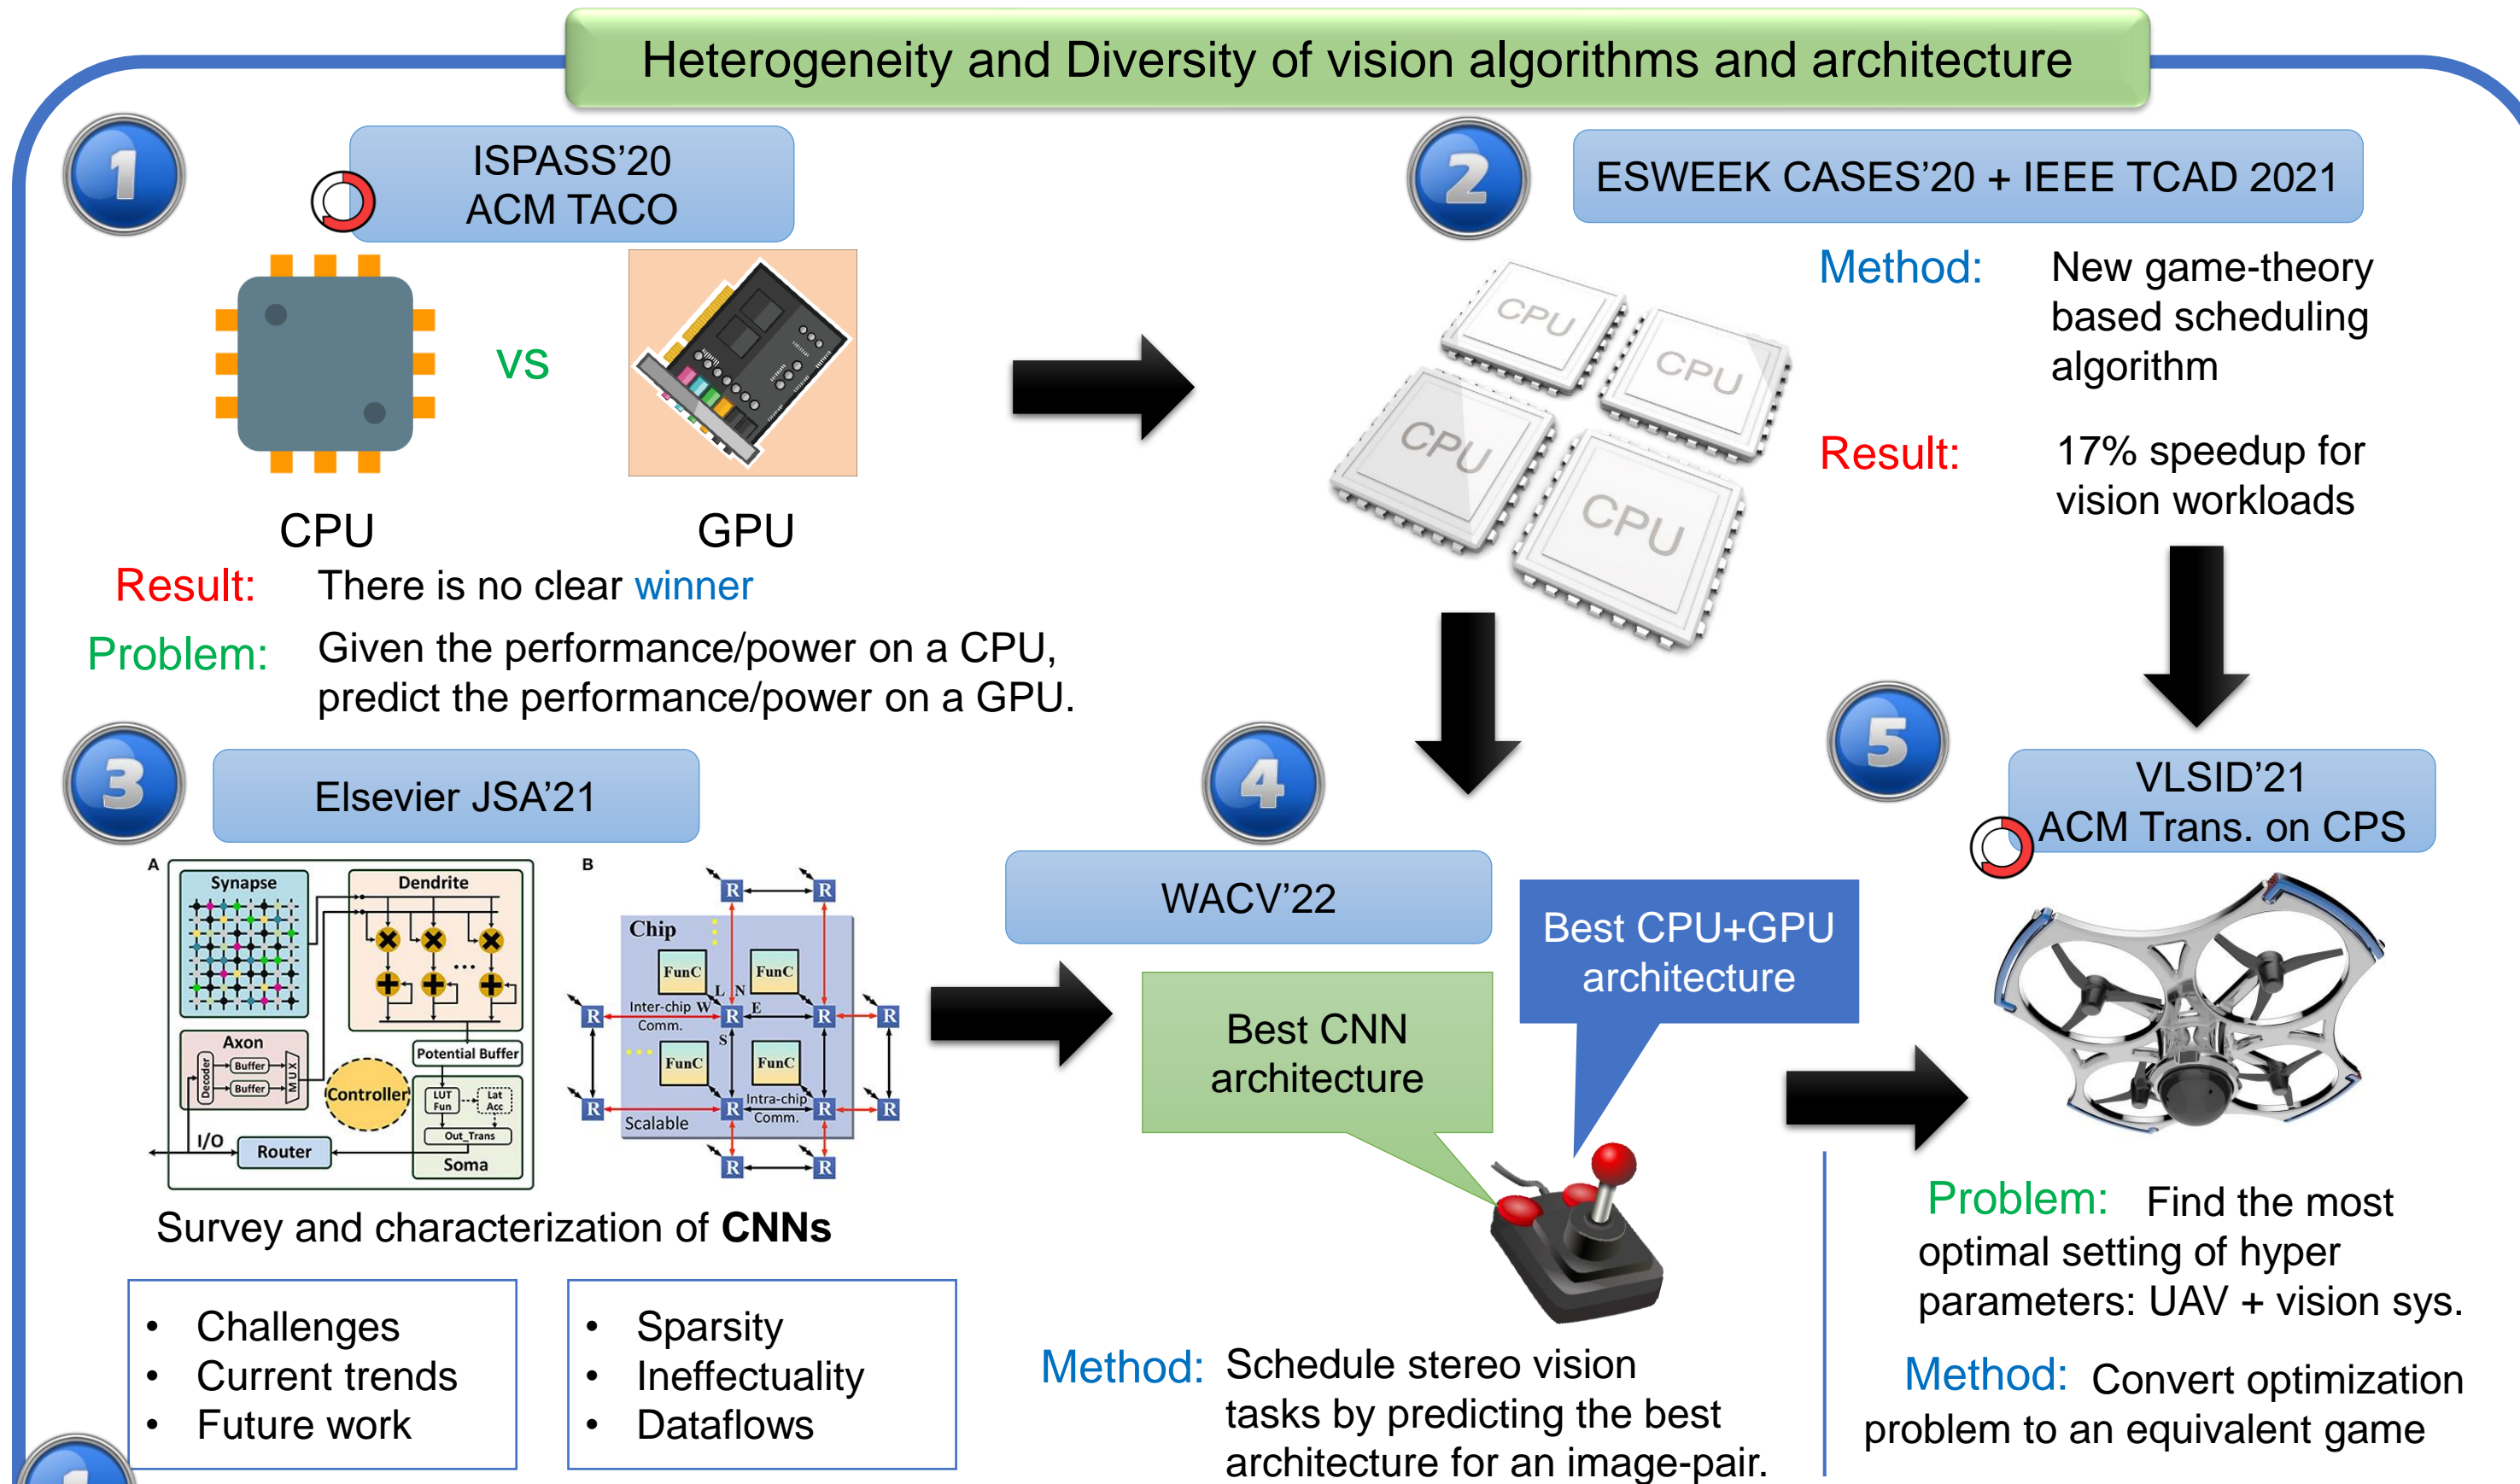 Heterogeneity and Diversity of vision algorithms and architecture
1
ISPASS’20
ACM TACO
CPU
vs
GPU
Result: There is no clear winner
Problem: Given the performance/power on a CPU,
predict the performance/power on a GPU.
2
ESWEEK CASES’20 + IEEE TCAD 2021
CPU
CPU
CPU
CPU
Method: New game-theory
based scheduling
algorithm
Result: 17% speedup for
vision workloads
3
Elsevier JSA’21
A
Synapse
Dendrite
...
Axon
Decoder
Buffer
Buffer
MUX
Controller
Potential Buffer
LUT
Fun
Lat
Acc
Out_Trans
Soma
I/O
Router
B
R
R
Chip
FunC
FunC
L N
Inter-chip W
Comm.
E
S
R
R
R
R
FunC
FunC
Intra-chip
Comm.
Scalable
R
R
R
R
R
R
Survey and characterization of CNNs
• Challenges
• Current trends
• Future work
• Sparsity
• Ineffectuality
• Dataflows
4
WACV’22
Best CNN
architecture
Best CPU+GPU
architecture
Method: Schedule stereo vision
tasks by predicting the best
architecture for an image-pair.
5
VLSID’21
ACM Trans. on CPS
Problem: Find the most
optimal setting of hyper
parameters: UAV + vision sys.
Method: Convert optimization
problem to an equivalent game